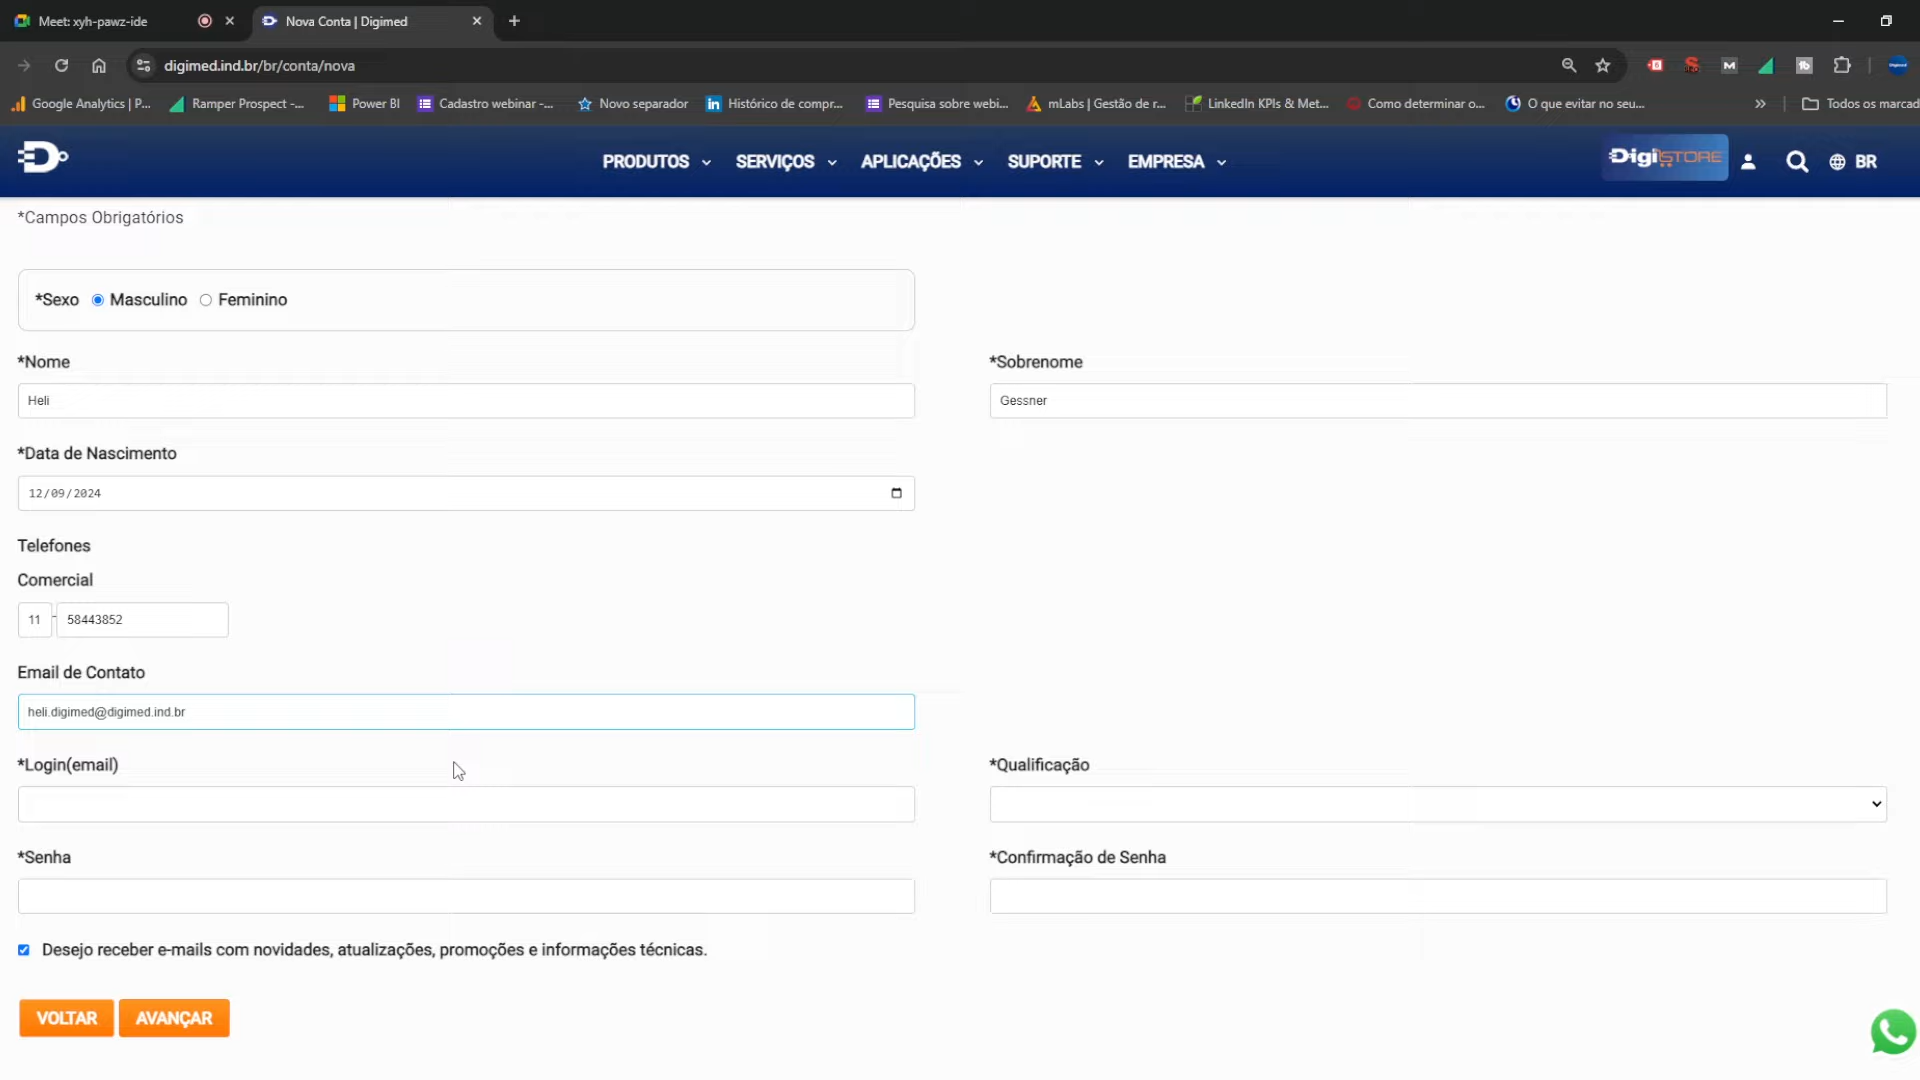 Meet: xyh-pawz-ide
Nova Conta | Digimed
digimed.ind.br/br/conta/nova
Google Analytics | P...
Ramper Prospect -...
Power BI
Cadastro webinar -...
Novo separador
Histórico de compr...
Pesquisa sobre webi...
mLabs | Gestão de r...
LinkedIn KPIs & Met...
Como determinar o...
O que evitar no seu...
Todos os marcad
PRODUTOS
SERVIÇOS
APLICAÇÕES
SUPORTE
EMPRESA
DigiSTORE
BR
*Campos Obrigatórios
*Sexo Masculino Feminino
*Nome
*Sobrenome
Heli
Gessner
*Data de Nascimento
12/09/2024
Telefones
Comercial
11 - 58443852
Email de Contato
heli.digimed@digimed.ind.br
*Login(email)
*Qualificação
*Senha
*Confirmação de Senha
Desejo receber e-mails com novidades, atualizações, promoções e informações técnicas.
VOLTAR
AVANÇAR